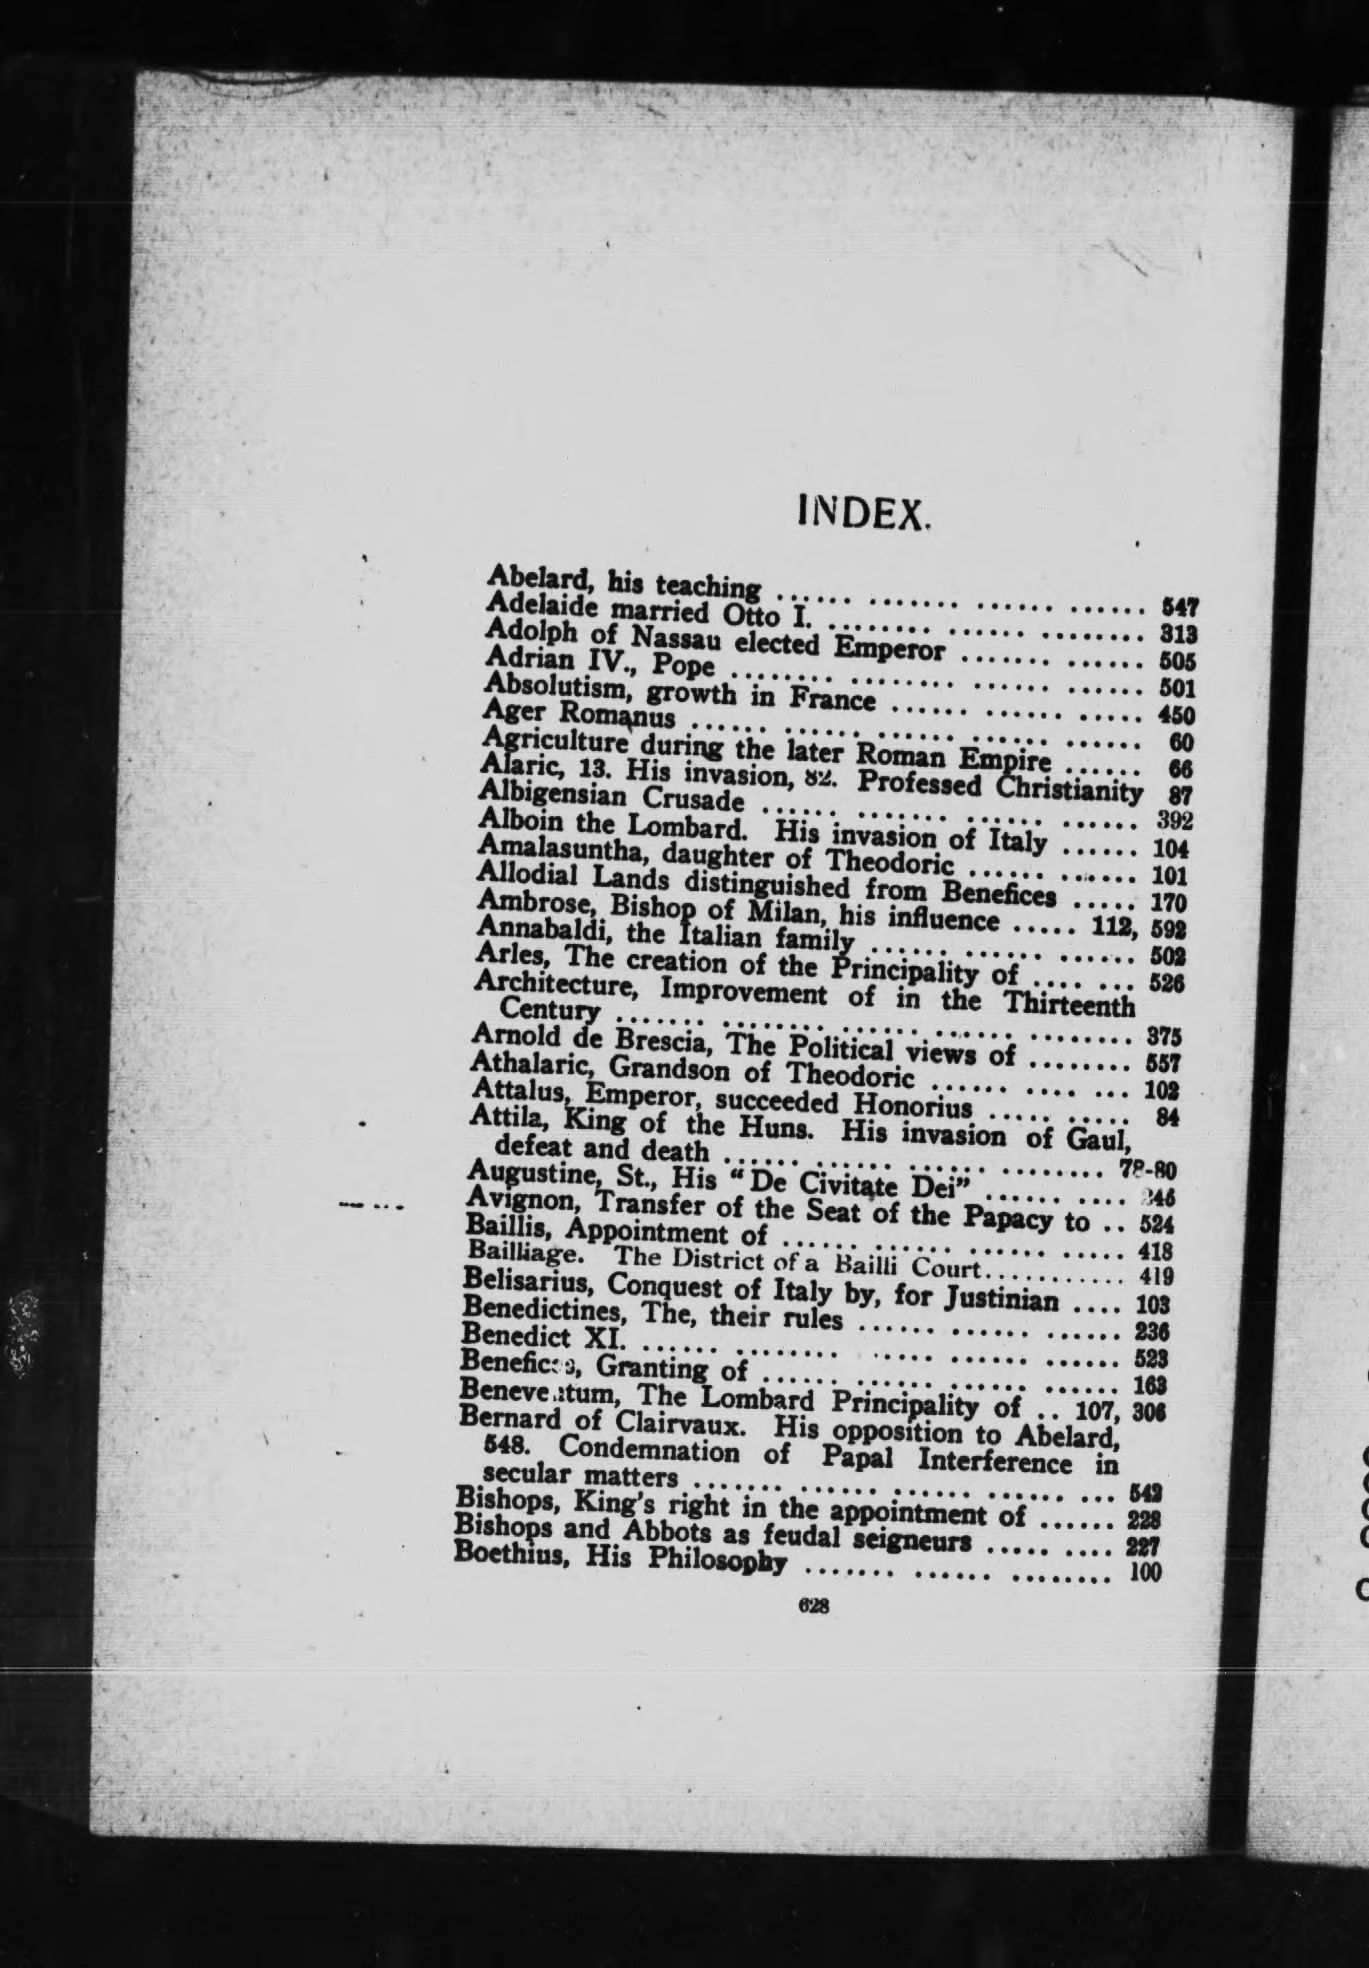 INDEX.
Abelard, his teaching ...... ....... ...... ...... 547
Adelaide married Otto I. ........ ...... ........ 313
Adolph of Nassau elected Emperor ....... ...... 505
Adrian IV., Pope ........ ........ ...... ...... 501
Absolutism, growth in France ...... ...... ..... 450
Ager Romanus ...... ...... ...... ...... ...... 60
Agriculture during the later Roman Empire ...... 66
Alaric, 13. His invasion, 82. Professed Christianity 87
Albigensian Crusade ...... ....... ...... ...... 392
Alboin the Lombard. His invasion of Italy ...... 104
Amalasuntha, daughter of Theodoric ...... ...... 101
Allodial Lands distinguished from Benefices ..... 170
Ambrose, Bishop of Milan, his influence ..... 112, 592
Annabaldi, the Italian family ...... ...... ...... 502
Arles, The creation of the Principality of .... ... 526
Architecture, Improvement of in the Thirteenth
Century ....... ........ ...... ...... ........ 375
Arnold de Brescia, The Political views of ........ 557
Athalaric, Grandson of Theodoric ...... .... ... 102
Attalus, Emperor, succeeded Honorius ..... ..... 84
Attila, King of the Huns. His invasion of Gaul,
defeat and death ...... ...... ...... ........ 78-80
Augustine, St., His "De Civitate Dei" ...... ....
Avignon, Transfer of the Seat of the Papacy to .. 524
Baillis, Appointment of ...... ...... ...... ..... 418
Bailliage. The District of a Bailli Court............ 419
Belisarius, Conquest of Italy by, for Justinian .... 103
Benedictines, The, their rules ...... ...... ...... 236
Benedict XI. ...... ........ ..... ...... ...... 523
Benefices, Granting of ...... ...... ...... ...... 163
Beneventum, The Lombard Principality of .. 107, 306
Bernard of Clairvaux. His opposition to Abelard,
548. Condemnation of Papal Interference in
secular matters ....... ...... ...... ...... ... 542
Bishops, King's right in the appointment of ...... 228
Bishops and Abbots as feudal seigneurs ..... .... 227
Boethius, His Philosophy ....... ...... ........ 100
628